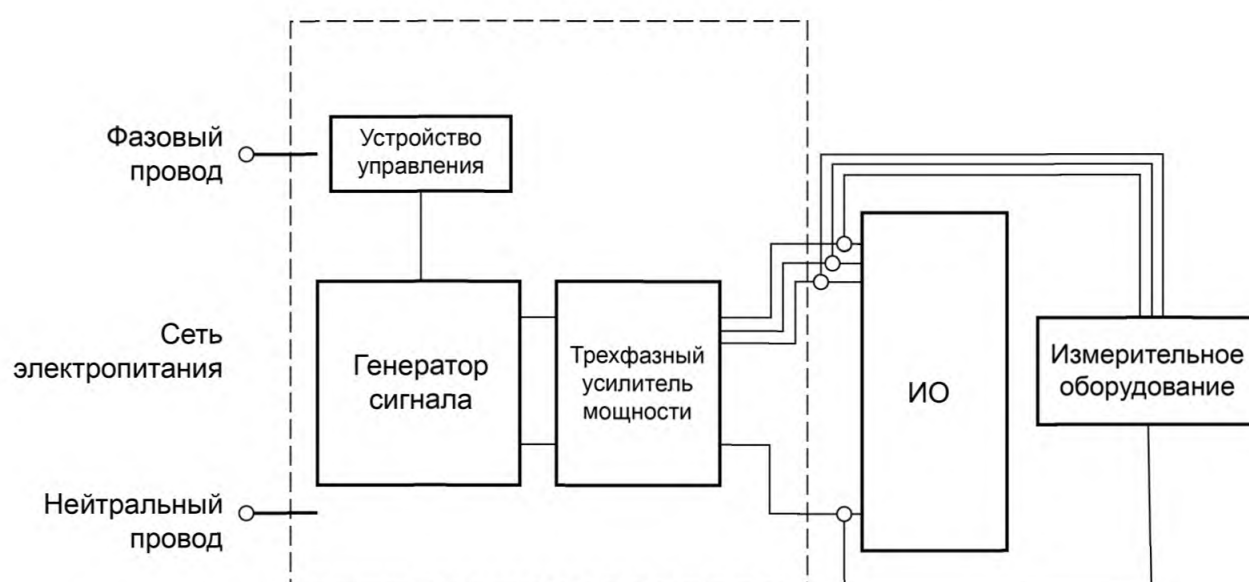 Фазовый
провод
Устройство
управления
Сеть
электропитания
Генератор
сигнала
Трехфазный
усилитель
мощности
ИО
Измерительное
оборудование
Нейтральный
провод